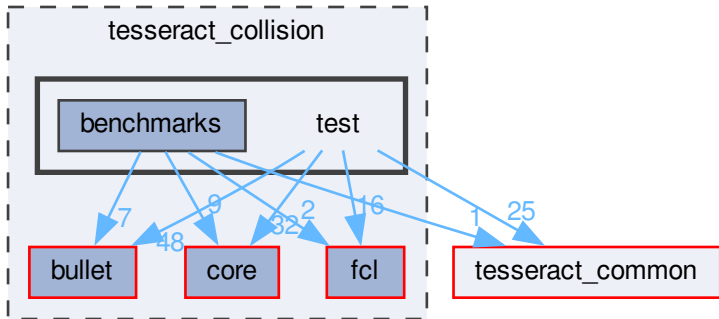 tesseract_collision
benchmarks
test
7
9
2
16
1
25
48
32
bullet
core
fcl
tesseract_common